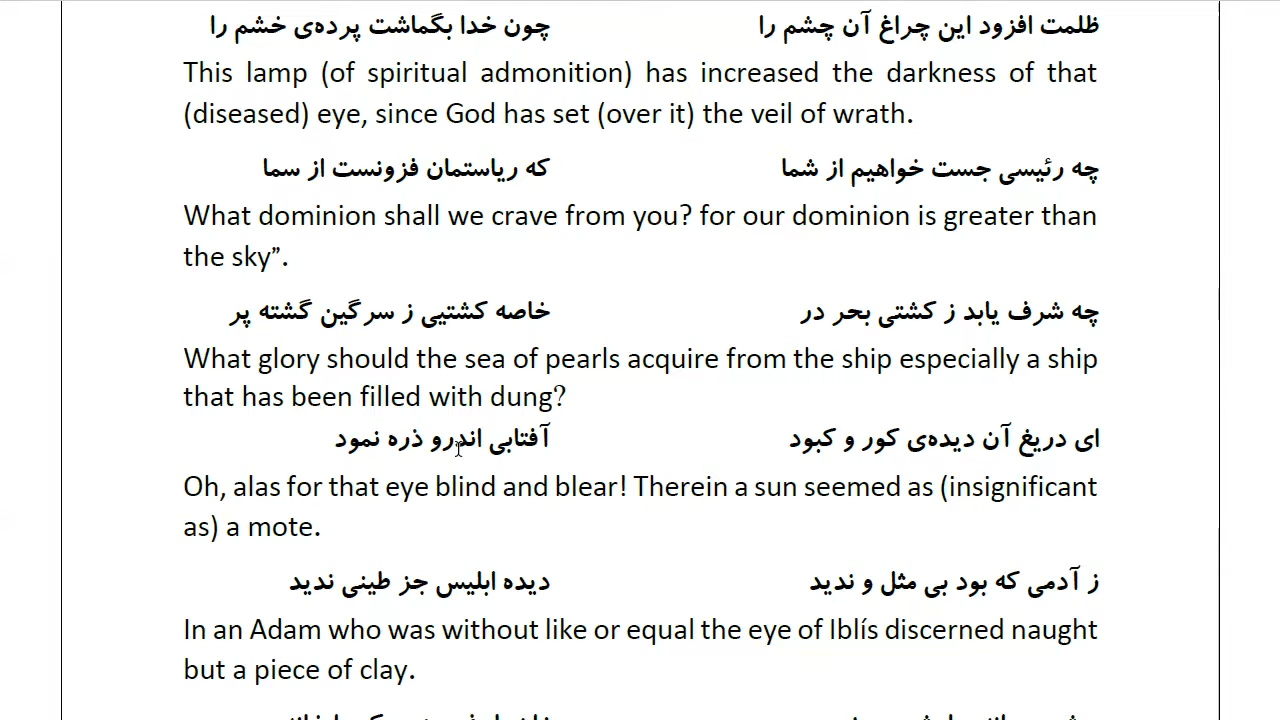 ظلمت افزود این چراغ آن چشم را چون خدا بگماشت پرده‌ی خشم را
This lamp (of spiritual admonition) has increased the darkness of that
(diseased) eye, since God has set (over it) the veil of wrath.
چه رئیسی جست خواهیم از شما که ریاستمان فزونست از سما
What dominion shall we crave from you? for our dominion is greater than
the sky”.
چه شرف یابد ز کشتی بحر در خاصه کشتیی ز سرگین گشته پر
What glory should the sea of pearls acquire from the ship especially a ship
that has been filled with dung?
ای دریغ آن دیده‌ی کور و کبود آفتابی اندرو ذره نمود
Oh, alas for that eye blind and blear! Therein a sun seemed as (insignificant
as) a mote.
ز آدمی که بود بی مثل و ندید دیده ابلیس جز طینی ندید
In an Adam who was without like or equal the eye of Iblís discerned naught
but a piece of clay.